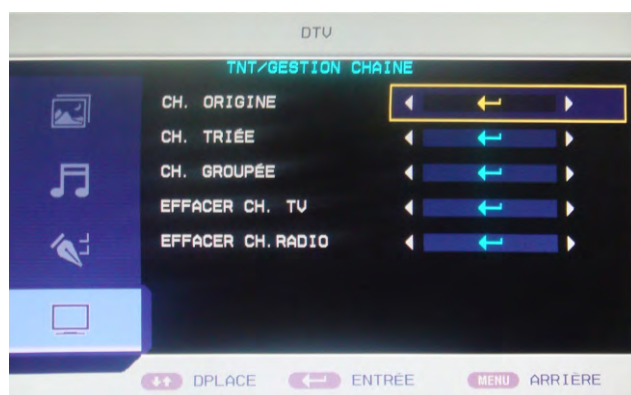 DTV
TNT/GESTION CHAINE
CH. ORIGINE
CH. TRIÉE
CH. GROUPÉE
EFFACER CH. TV
EFFACER CH.RADIO
DPLACE ENTRÉE MENU ARRIÈRE